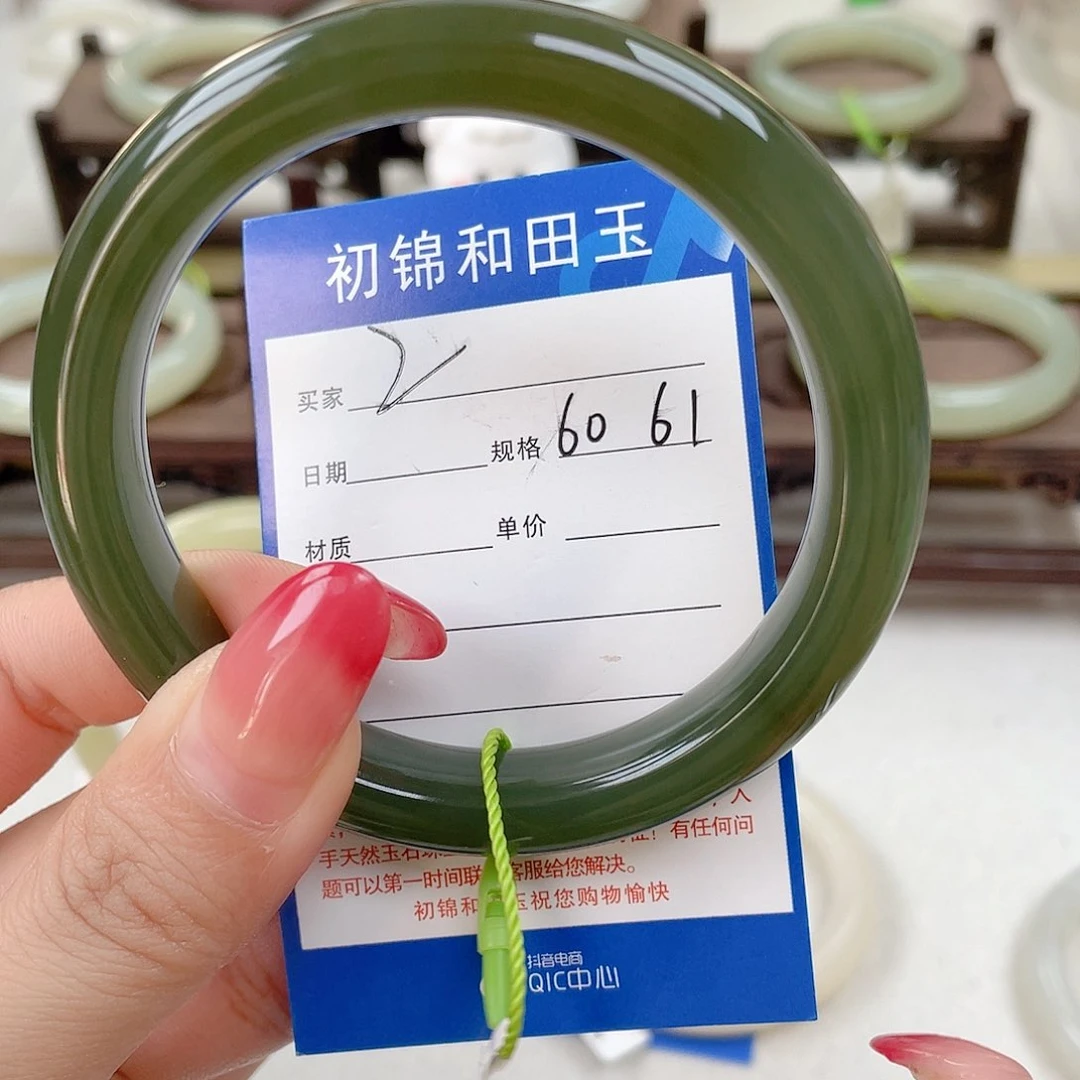 初锦和田玉
买家
日期 规格 60 61
材质 单价
，入
手天然玉石 ！有任何问
题可以第一时间联 客服给您解决。
初锦和 玉祝您购物愉快
抖音电商
QIC中心